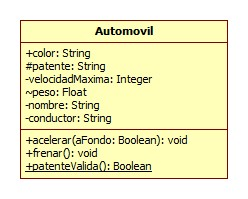 Automovil
+color: String
#patente: String
-velocidadMaxima: Integer
~peso: Float
-nombre: String
-conductor: String
+acelerar(aFondo: Boolean): void
+frenar(): void
+patenteValida(): Boolean